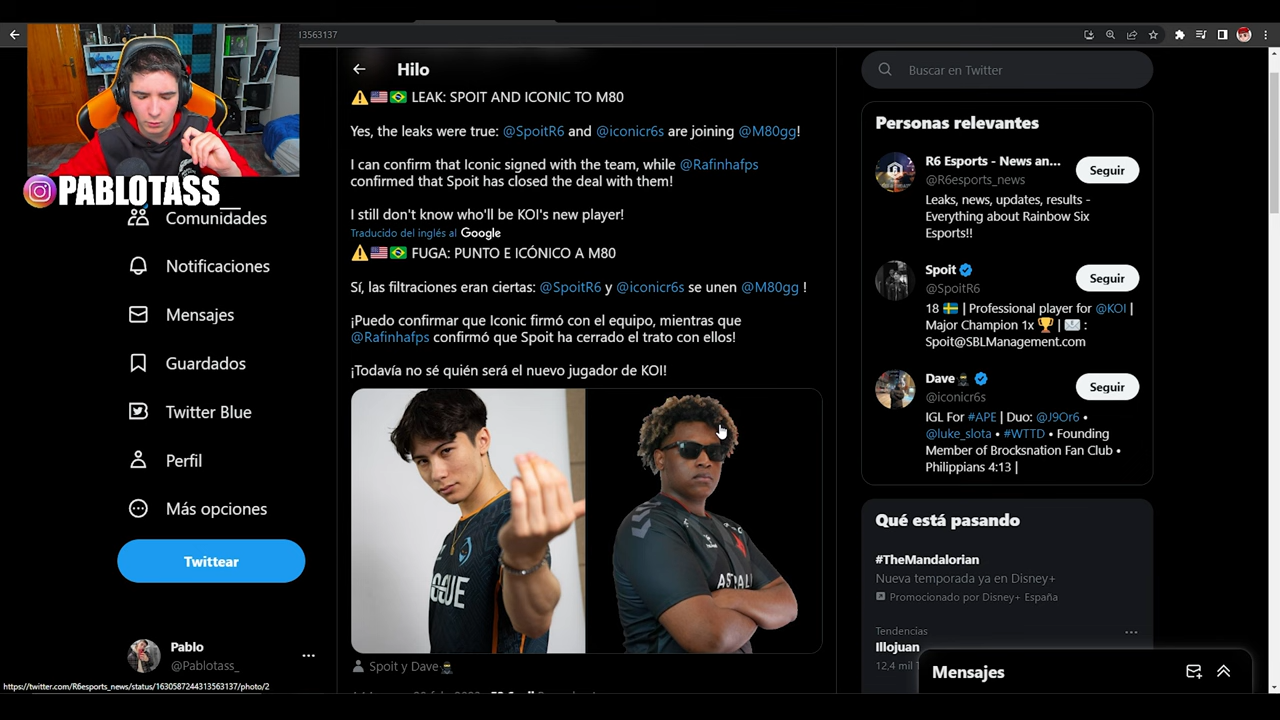 13563137
PABLOTASS_
Comunidades
Notificaciones
Mensajes
Guardados
Twitter Blue
Perfil
Más opciones
Twittear
Pablo
@Pablotass_
https://twitter.com/R6esports_news/status/1630587244313563137/photo/2
Hilo
⚠️🇺🇸🇧🇷 LEAK: SPOIT AND ICONIC TO M80
Yes, the leaks were true: @SpoitR6 and @iconicr6s are joining @M80gg!
I can confirm that Iconic signed with the team, while @Rafinhafps
confirmed that Spoit has closed the deal with them!
I still don't know who'll be KOI's new player!
Traducido del inglés al Google
⚠️🇺🇸🇧🇷 FUGA: PUNTO E ICÓNICO A M80
Sí, las filtraciones eran ciertas: @SpoitR6 y @iconicr6s se unen @M80gg !
¡Puedo confirmar que Iconic firmó con el equipo, mientras que
@Rafinhafps confirmó que Spoit ha cerrado el trato con ellos!
¡Todavía no sé quién será el nuevo jugador de KOI!
Spoit y Dave🥷
Buscar en Twitter
Personas relevantes
R6 Esports - News an...
@R6esports_news
Seguir
Leaks, news, updates, results -
Everything about Rainbow Six
Esports!!
Spoit
@SpoitR6
Seguir
18 🇸🇪 | Professional player for @KOI |
Major Champion 1x 🏆 | ✉️ :
Spoit@SBLManagement.com
Dave🥷
@iconicr6s
Seguir
IGL For #APE | Duo: @J9Or6 •
@luke_slota • #WTTD • Founding
Member of Brocksnation Fan Club •
Philippians 4:13 |
Qué está pasando
#TheMandalorian
Nueva temporada ya en Disney+
Promocionado por Disney+ España
Tendencias
Illojuan
12,4 mil
Mensajes